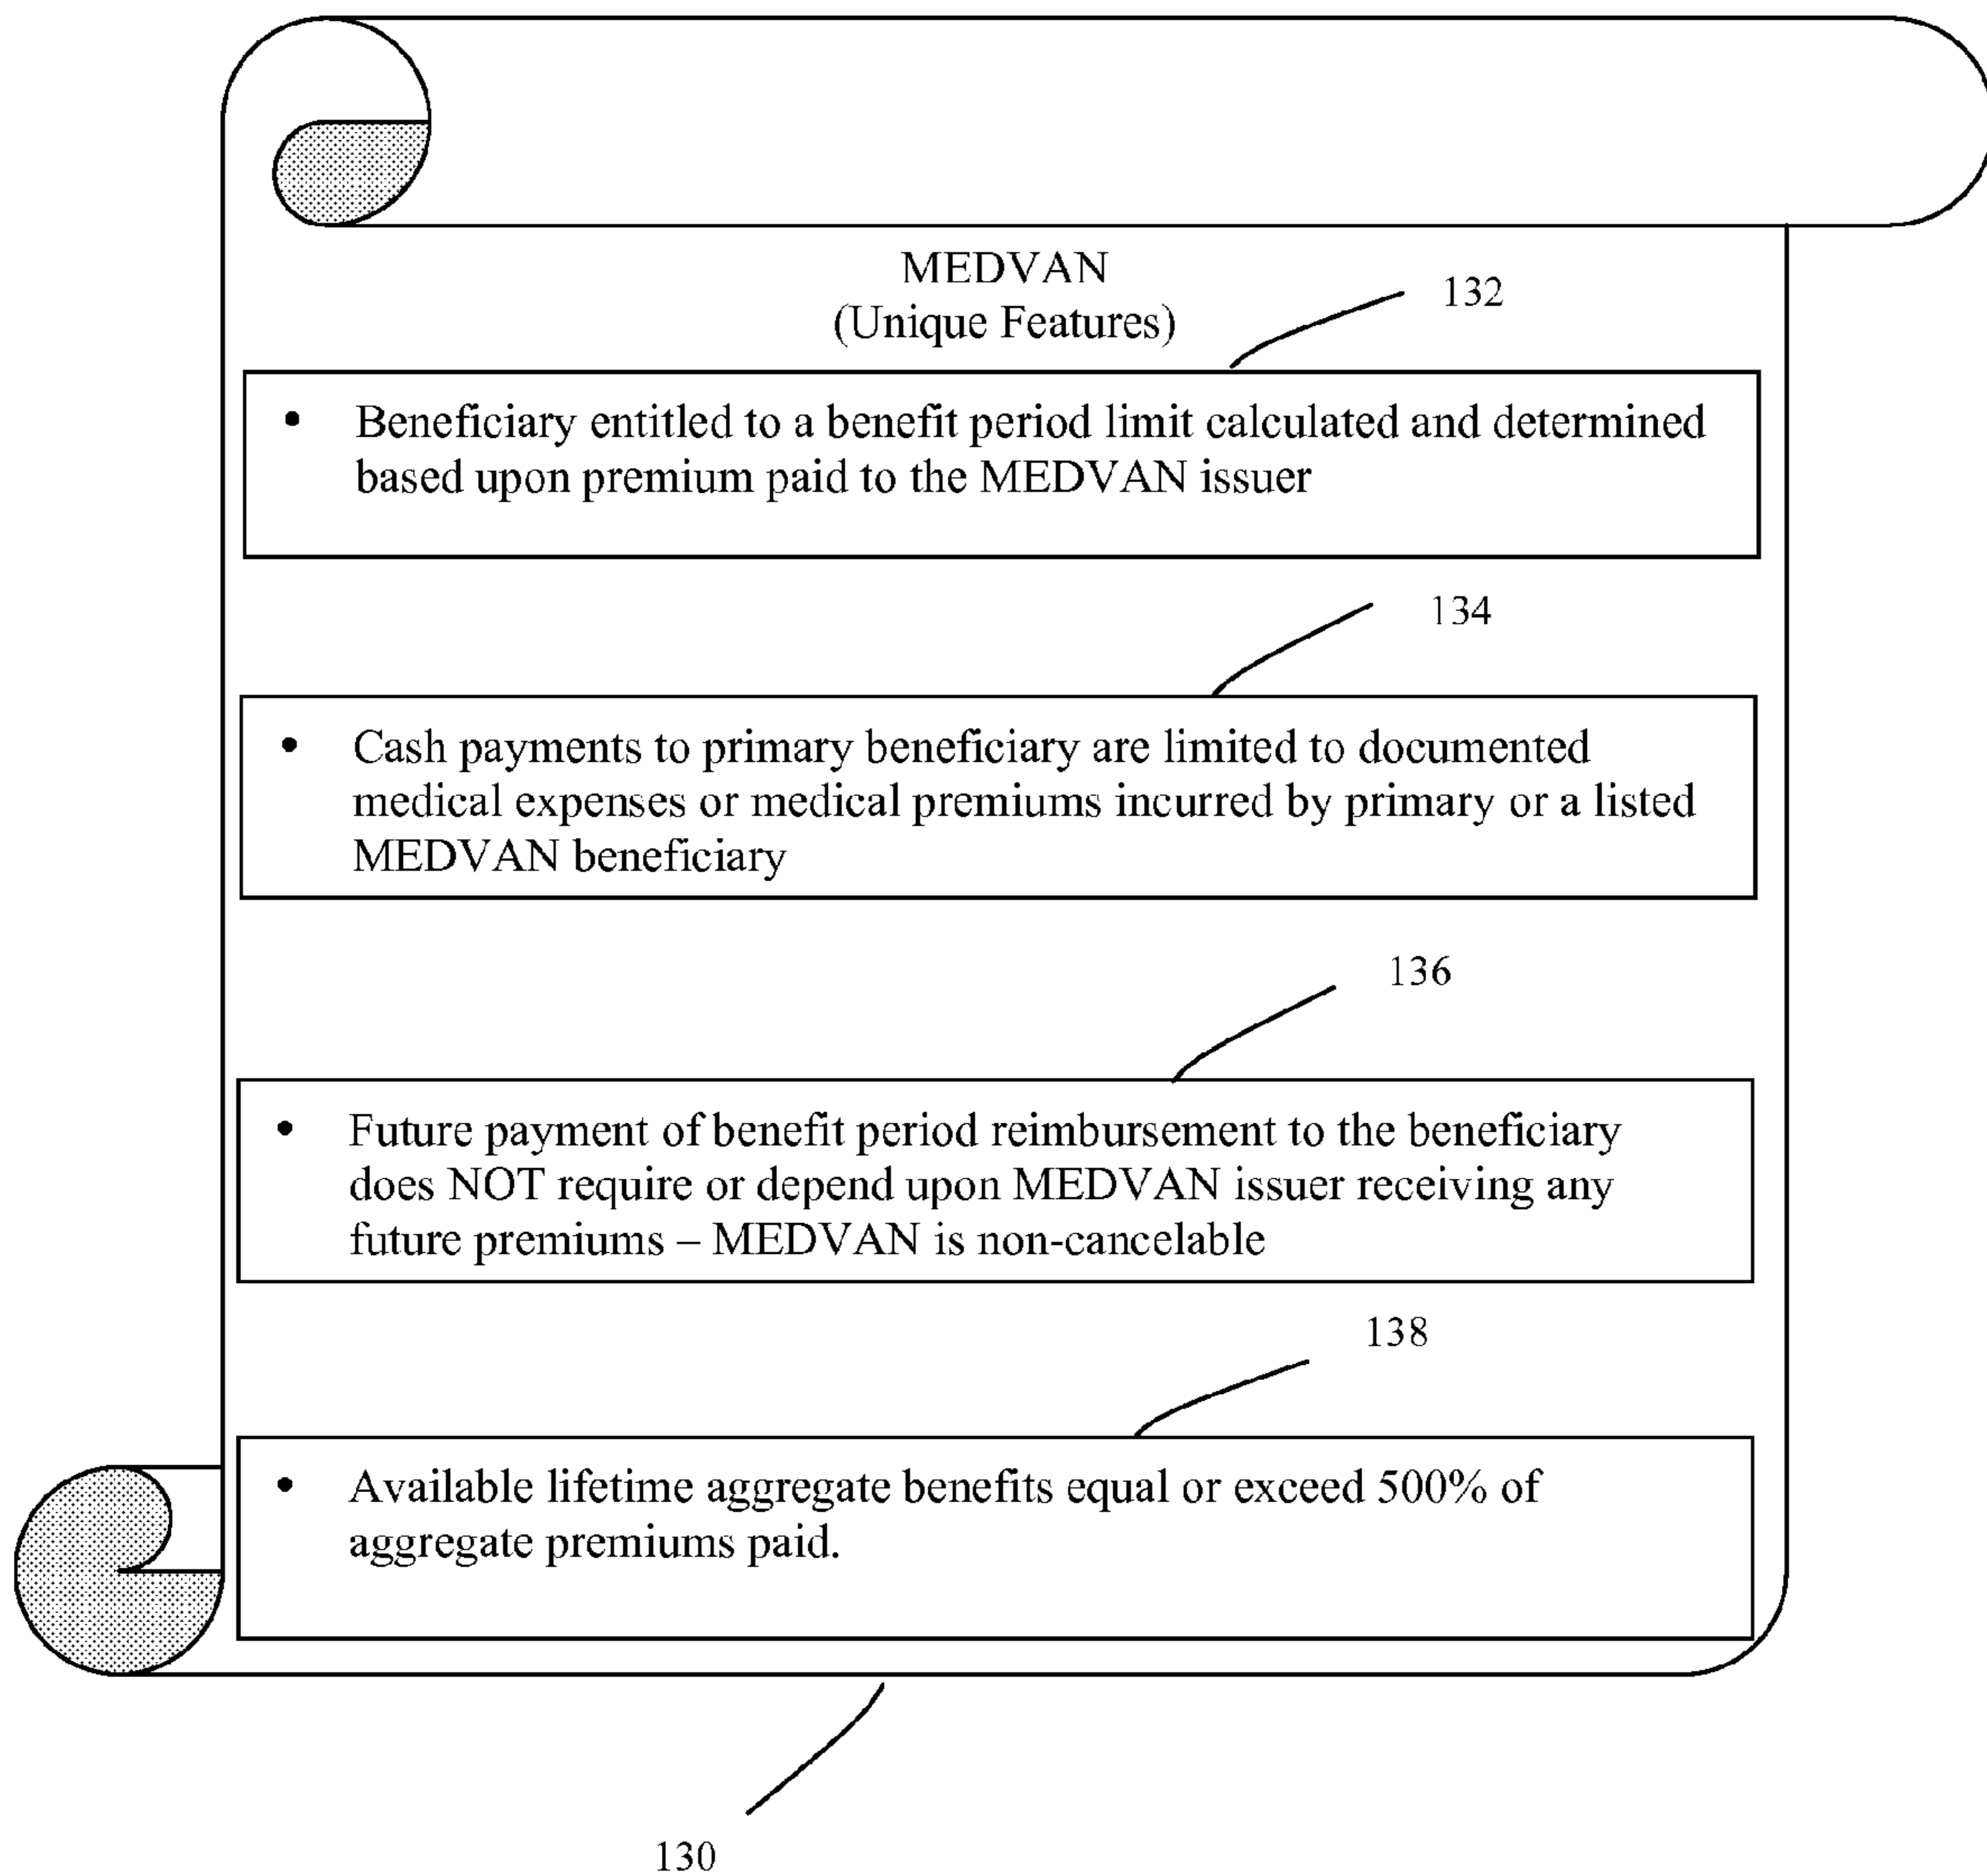 MEDVAN
(Unique Features)
132
• Beneficiary entitled to a benefit period limit calculated and determined
based upon premium paid to the MEDVAN issuer
134
• Cash payments to primary beneficiary are limited to documented
medical expenses or medical premiums incurred by primary or a listed
MEDVAN beneficiary
136
• Future payment of benefit period reimbursement to the beneficiary
does NOT require or depend upon MEDVAN issuer receiving any
future premiums – MEDVAN is non-cancelable
138
• Available lifetime aggregate benefits equal or exceed 500% of
aggregate premiums paid.
130